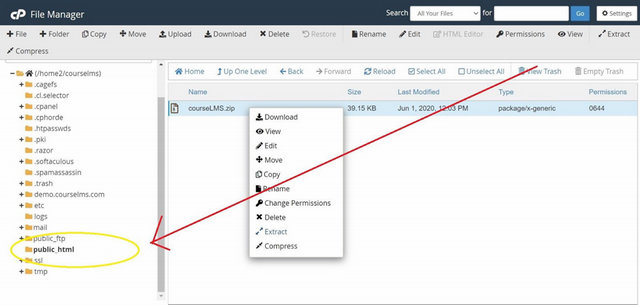 cP File Manager
Search All Your Files for Go Settings
+ File + Folder Copy Move Upload Download Delete Restore Rename Edit HTML Editor Permissions View Extract
Compress
Home Up One Level Back Forward Reload Select All Unselect All View Trash Empty Trash
(/home2/courselms)
.cagefs
.cl.selector
.cpanel
.cphorde
.htpasswds
.pki
.razor
.softaculous
.spamassassin
.trash
demo.courselms.com
etc
logs
mail
public_ftp
public_html
ssl
tmp
Name Size Last Modified Type Permissions
courseLMS.zip 39.15 KB Jun 1, 2020, 12:03 PM package/x-generic 0644
Download
View
Edit
Move
Copy
Rename
Change Permissions
Delete
Extract
Compress